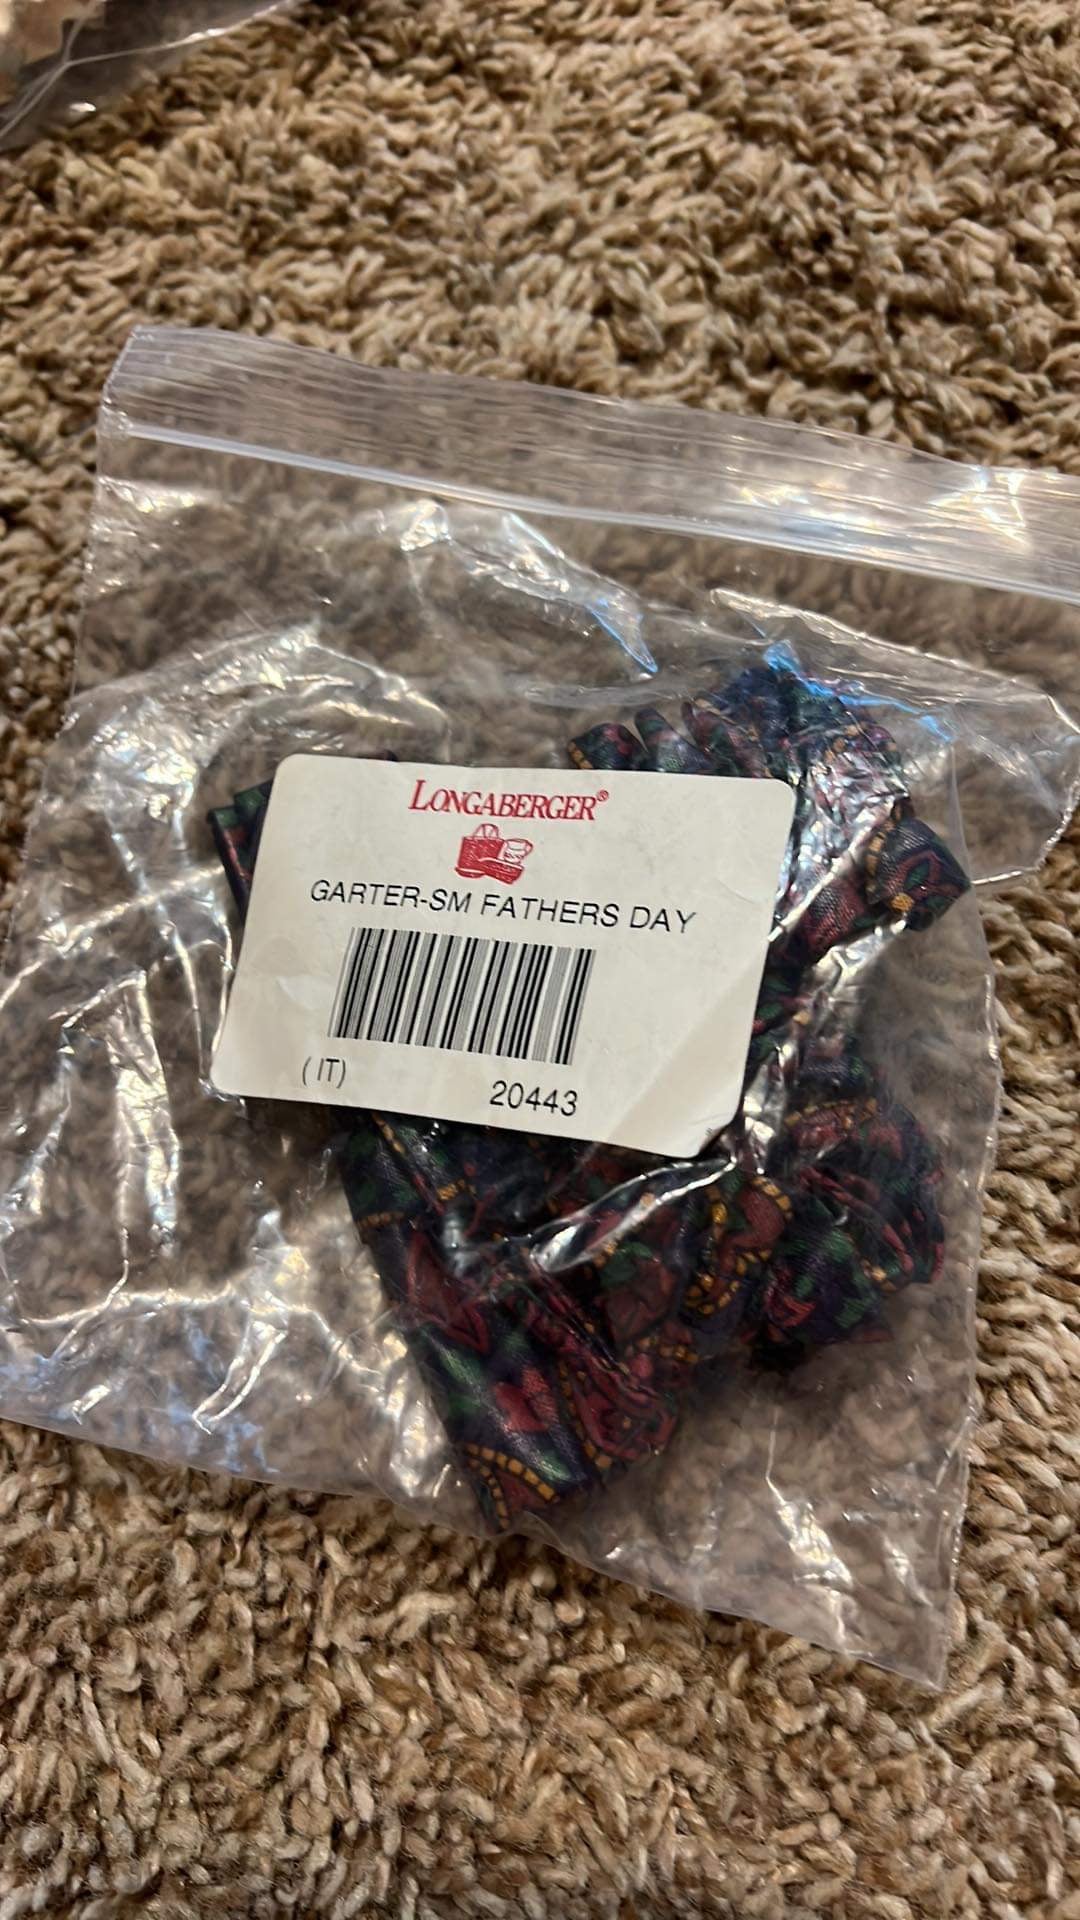 LONGABERGER®
GARTER-SM FATHERS DAY
(IT)
20443